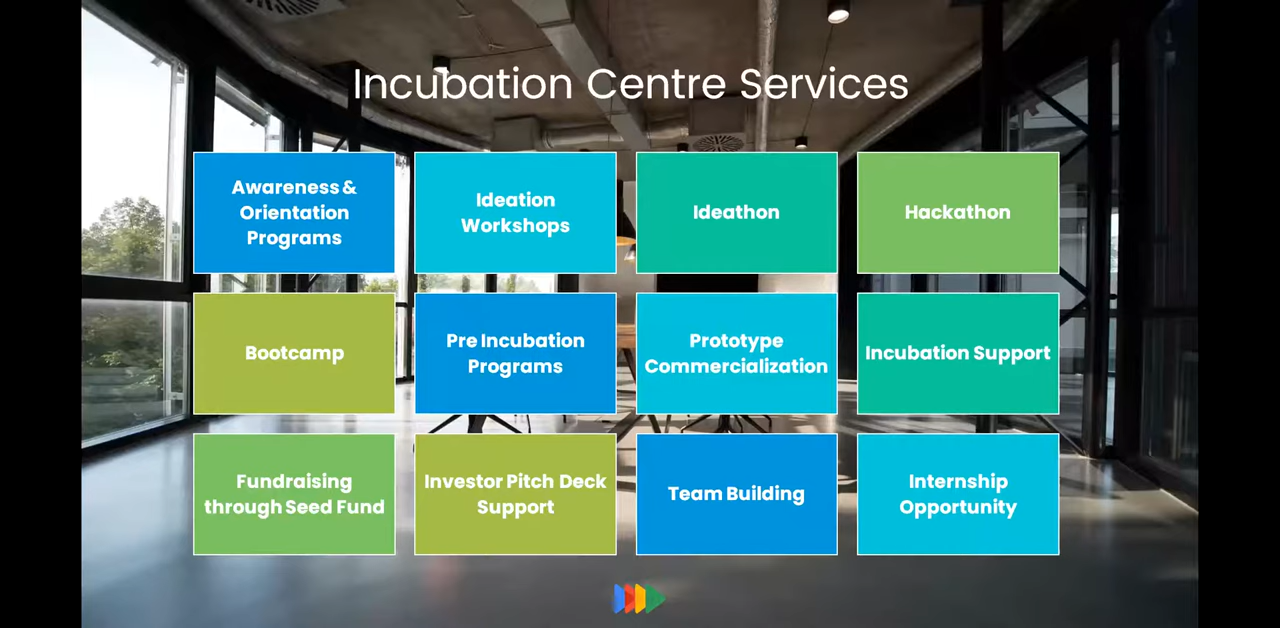 Incubation Centre Services
Awareness &
Orientation
Programs
Ideation
Workshops
Ideathon
Hackathon
Bootcamp
Pre Incubation
Programs
Prototype
Commercialization
Incubation Support
Fundraising
through Seed Fund
Investor Pitch Deck
Support
Team Building
Internship
Opportunity